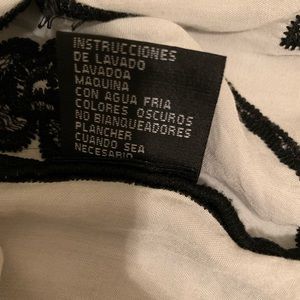 INSTRUCCIONES
DE LAVADO
LAVADOA
MAQUINA
CON AGUA FRIA
COLORES OSCUROS
NO BIANQUEADORES
PLANCHER
CUANDO SEA
NECESARIO